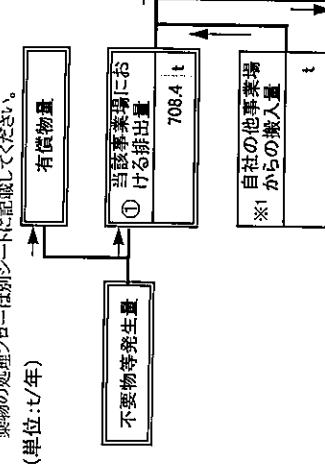 棄物の処理フローは別シートに記載してください。
(単位:t/年)
有償物量
不要物等発生量
① 当該事業場にお
ける排出量
708.4 t
※1 自社の他事業場
からの搬入量
t